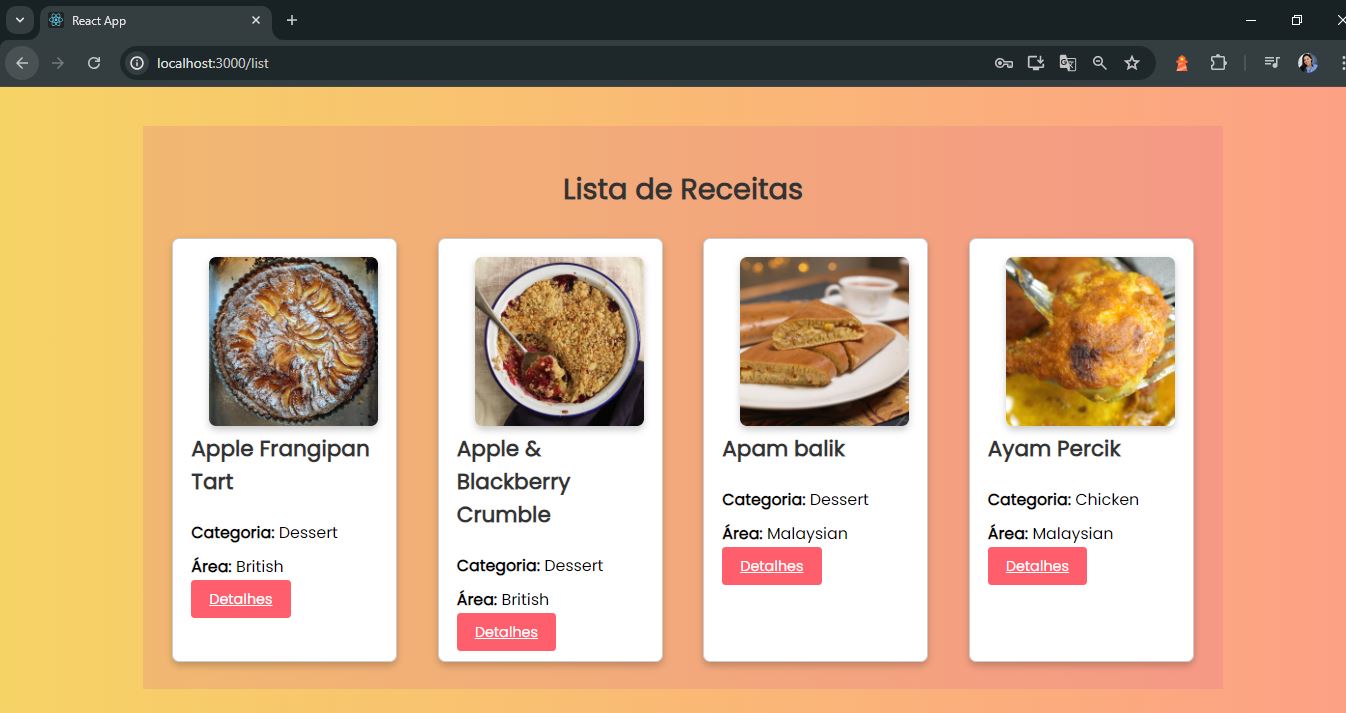 React App
localhost:3000/list
Lista de Receitas
Apple Frangipan
Tart
Categoria: Dessert
Área: British
Detalhes
Apple &
Blackberry
Crumble
Categoria: Dessert
Área: British
Detalhes
Apam balik
Categoria: Dessert
Área: Malaysian
Detalhes
Ayam Percik
Categoria: Chicken
Área: Malaysian
Detalhes